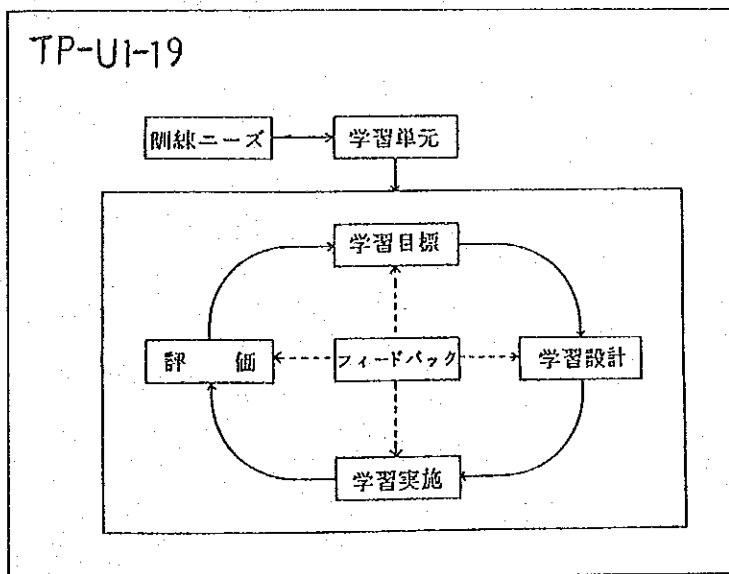 TP-U1-19
訓練ニーズ
学習単元
学習目標
評 価
フィードバック
学習設計
学習実施